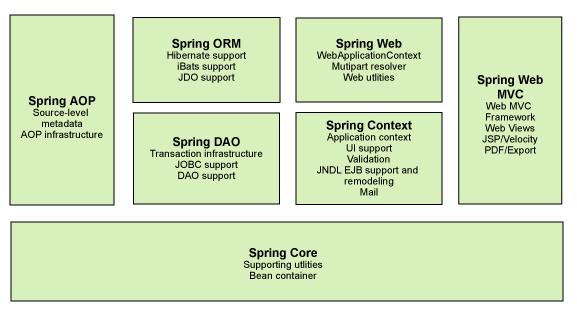 Spring AOP
Source-level
metadata
AOP infrastructure
Spring ORM
Hibernate support
iBats support
JDO support
Spring DAO
Transaction infrastructure
JOBC support
DAO support
Spring Web
WebApplicationContext
Mutipart resolver
Web utlities
Spring Context
Application context
UI support
Validation
JNDL EJB support and
remodeling
Mail
Spring Web
MVC
Web MVC
Framework
Web Views
JSP/Velocity
PDF/Export
Spring Core
Supporting utlities
Bean container